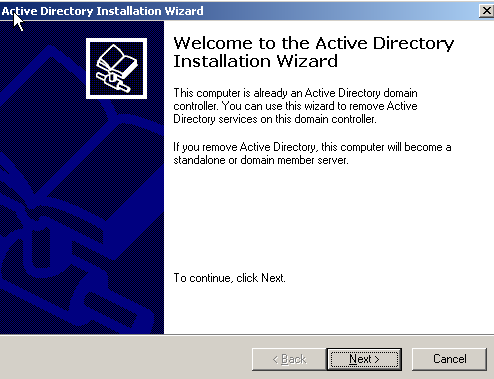 Active Directory Installation Wizard
Welcome to the Active Directory
Installation Wizard
This computer is already an Active Directory domain
controller. You can use this wizard to remove Active
Directory services on this domain controller.
If you remove Active Directory, this computer will become a
standalone or domain member server.
To continue, click Next.
< Back
Next >
Cancel